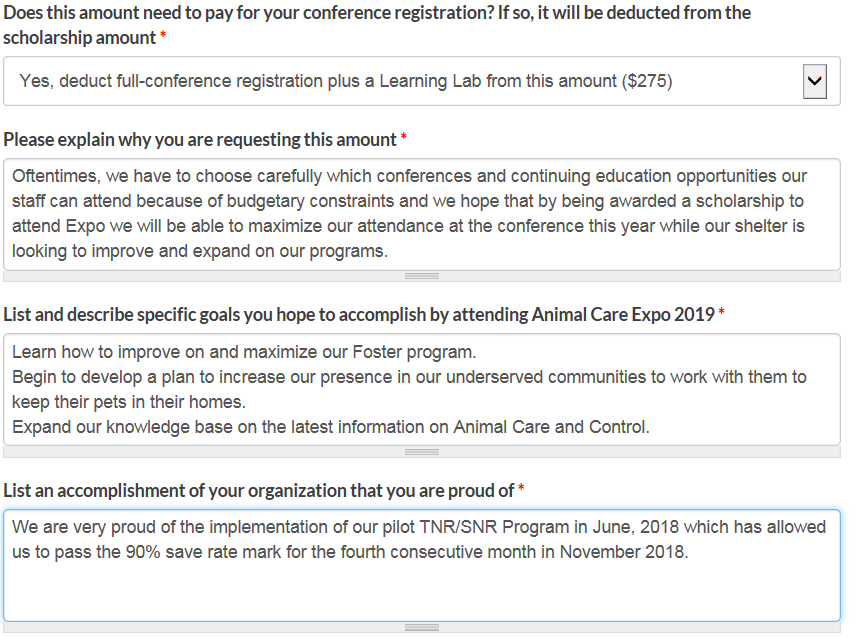 Does this amount need to pay for your conference registration? If so, it will be deducted from the
scholarship amount *
Yes, deduct full-conference registration plus a Learning Lab from this amount ($275)
Please explain why you are requesting this amount *
Oftentimes, we have to choose carefully which conferences and continuing education opportunities our
staff can attend because of budgetary constraints and we hope that by being awarded a scholarship to
attend Expo we will be able to maximize our attendance at the conference this year while our shelter is
looking to improve and expand on our programs.
List and describe specific goals you hope to accomplish by attending Animal Care Expo 2019 *
Learn how to improve on and maximize our Foster program.
Begin to develop a plan to increase our presence in our underserved communities to work with them to
keep their pets in their homes.
Expand our knowledge base on the latest information on Animal Care and Control.
List an accomplishment of your organization that you are proud of *
We are very proud of the implementation of our pilot TNR/SNR Program in June, 2018 which has allowed
us to pass the 90% save rate mark for the fourth consecutive month in November 2018.